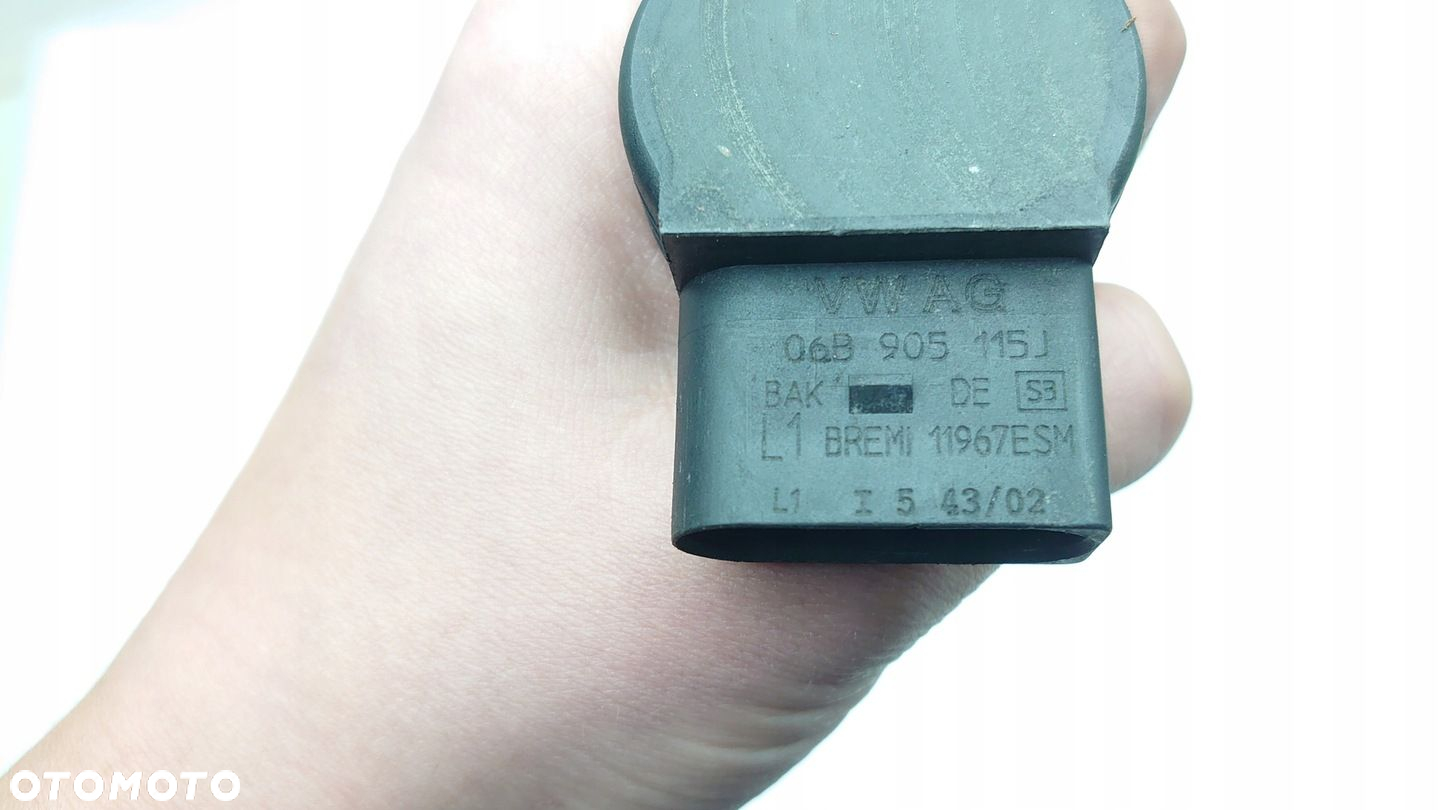 VW AG
06B 905 115J
BAK DE S3
L1 BREMi 11967ESM
L1 I 5 43/02
OTOMOTO